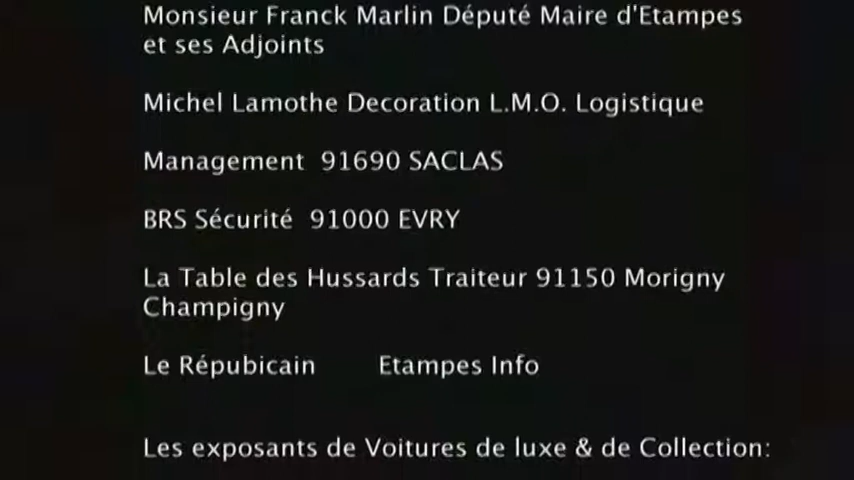 Monsieur Franck Marlin Député Maire d'Etampes
et ses Adjoints
Michel Lamothe Decoration L.M.O. Logistique
Management 91690 SACLAS
BRS Sécurité 91000 EVRY
La Table des Hussards Traiteur 91150 Morigny
Champigny
Le Répubicain Etampes Info
Les exposants de Voitures de luxe & de Collection: